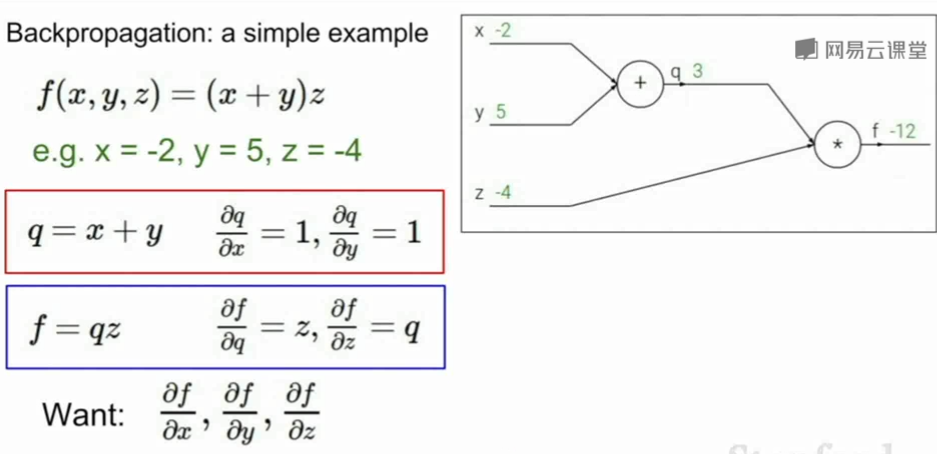 Backpropagation: a simple example
f(x, y, z) = (x + y)z
e.g. x = -2, y = 5, z = -4
q = x + y ∂q/∂x = 1, ∂q/∂y = 1
f = qz ∂f/∂q = z, ∂f/∂z = q
Want: ∂f/∂x, ∂f/∂y, ∂f/∂z
x -2
网易云课堂
+
q 3
y 5
*
f -12
z -4